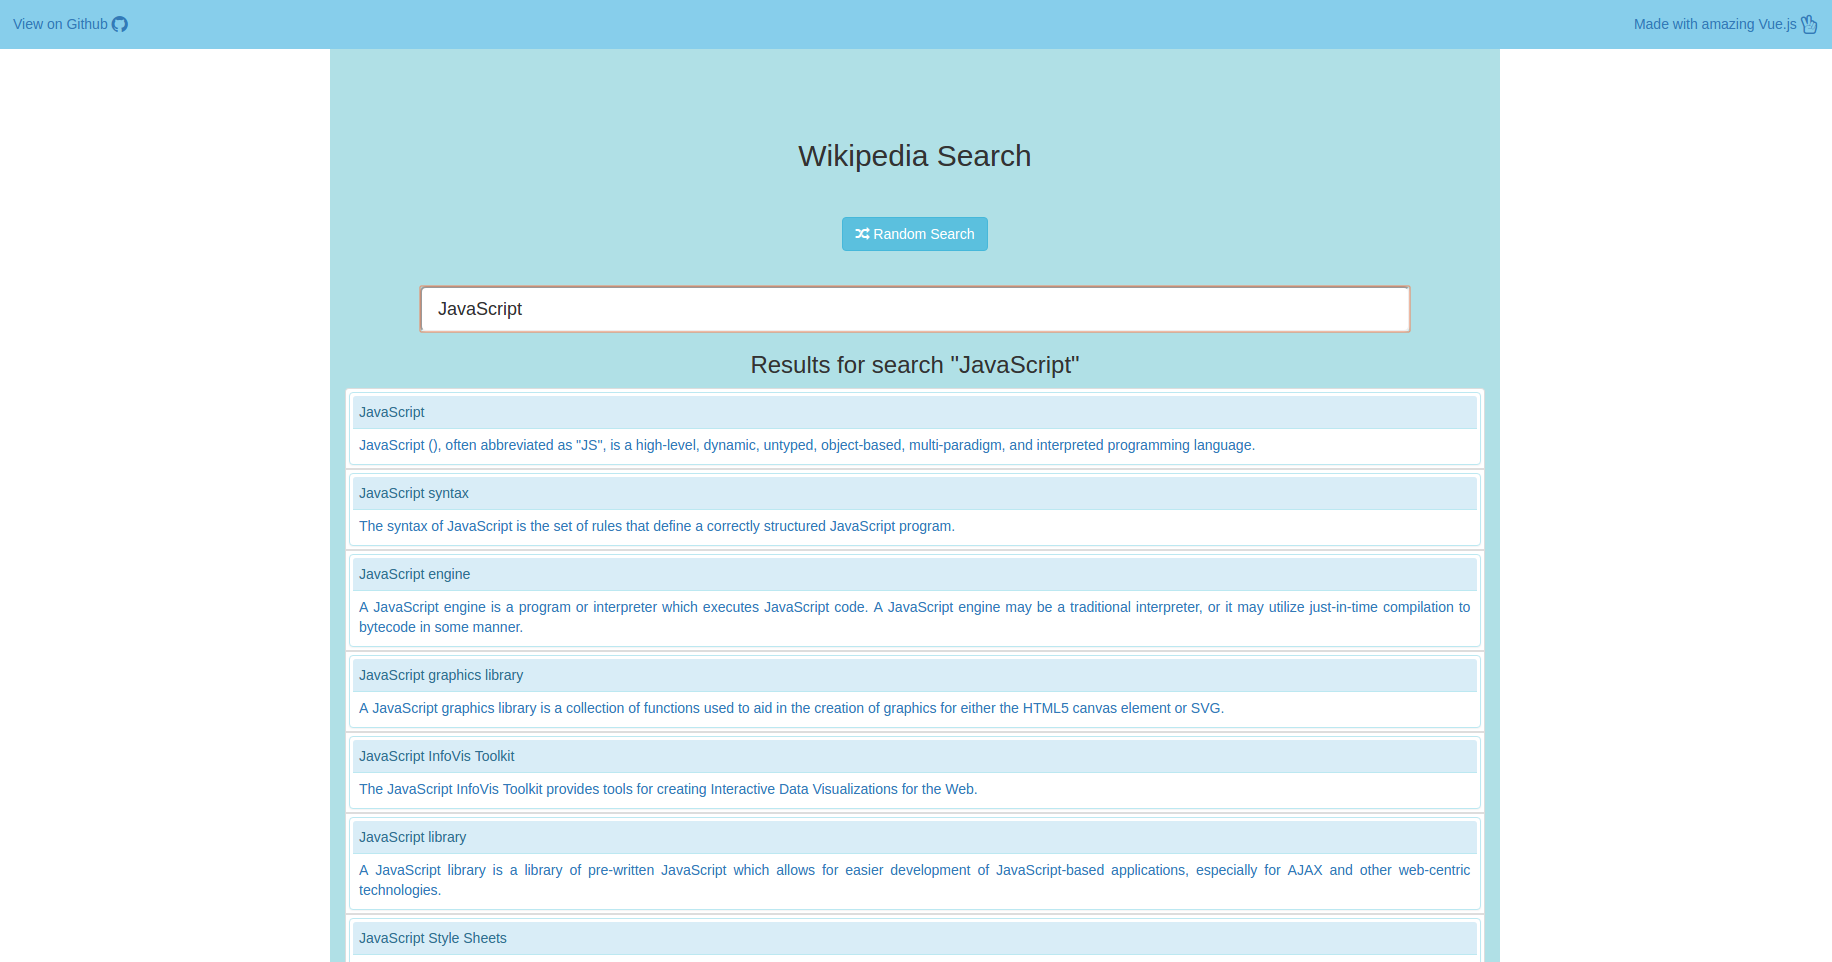 View on Github
Made with amazing Vue.js
Wikipedia Search
Random Search
JavaScript
Results for search "JavaScript"
JavaScript
JavaScript (), often abbreviated as "JS", is a high-level, dynamic, untyped, object-based, multi-paradigm, and interpreted programming language.
JavaScript syntax
The syntax of JavaScript is the set of rules that define a correctly structured JavaScript program.
JavaScript engine
A JavaScript engine is a program or interpreter which executes JavaScript code. A JavaScript engine may be a traditional interpreter, or it may utilize just-in-time compilation to
bytecode in some manner.
JavaScript graphics library
A JavaScript graphics library is a collection of functions used to aid in the creation of graphics for either the HTML5 canvas element or SVG.
JavaScript InfoVis Toolkit
The JavaScript InfoVis Toolkit provides tools for creating Interactive Data Visualizations for the Web.
JavaScript library
A JavaScript library is a library of pre-written JavaScript which allows for easier development of JavaScript-based applications, especially for AJAX and other web-centric
technologies.
JavaScript Style Sheets